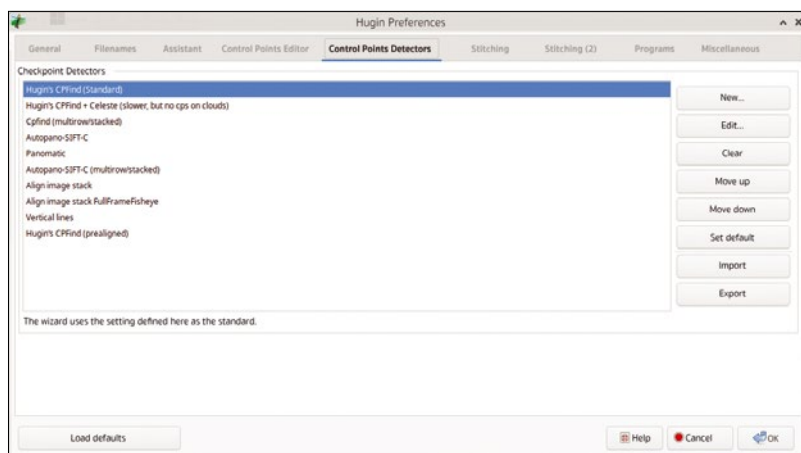 Hugin Preferences
General Filenames Assistant Control Points Editor Control Points Detectors Stitching Stitching (2) Programs Miscellaneous
Checkpoint Detectors
Hugin's CPFind (Standard)
Hugin's CPFind + Celeste (slower, but no cps on clouds)
Cpfind (multirow/stacked)
Autopano-SIFT-C
Panomatic
Autopano-SIFT-C (multirow/stacked)
Align image stack
Align image stack FullFrameFisheye
Vertical lines
Hugin's CPFind (prealigned)
New...
Edit...
Clear
Move up
Move down
Set default
Import
Export
The wizard uses the setting defined here as the standard.
Load defaults Help Cancel OK